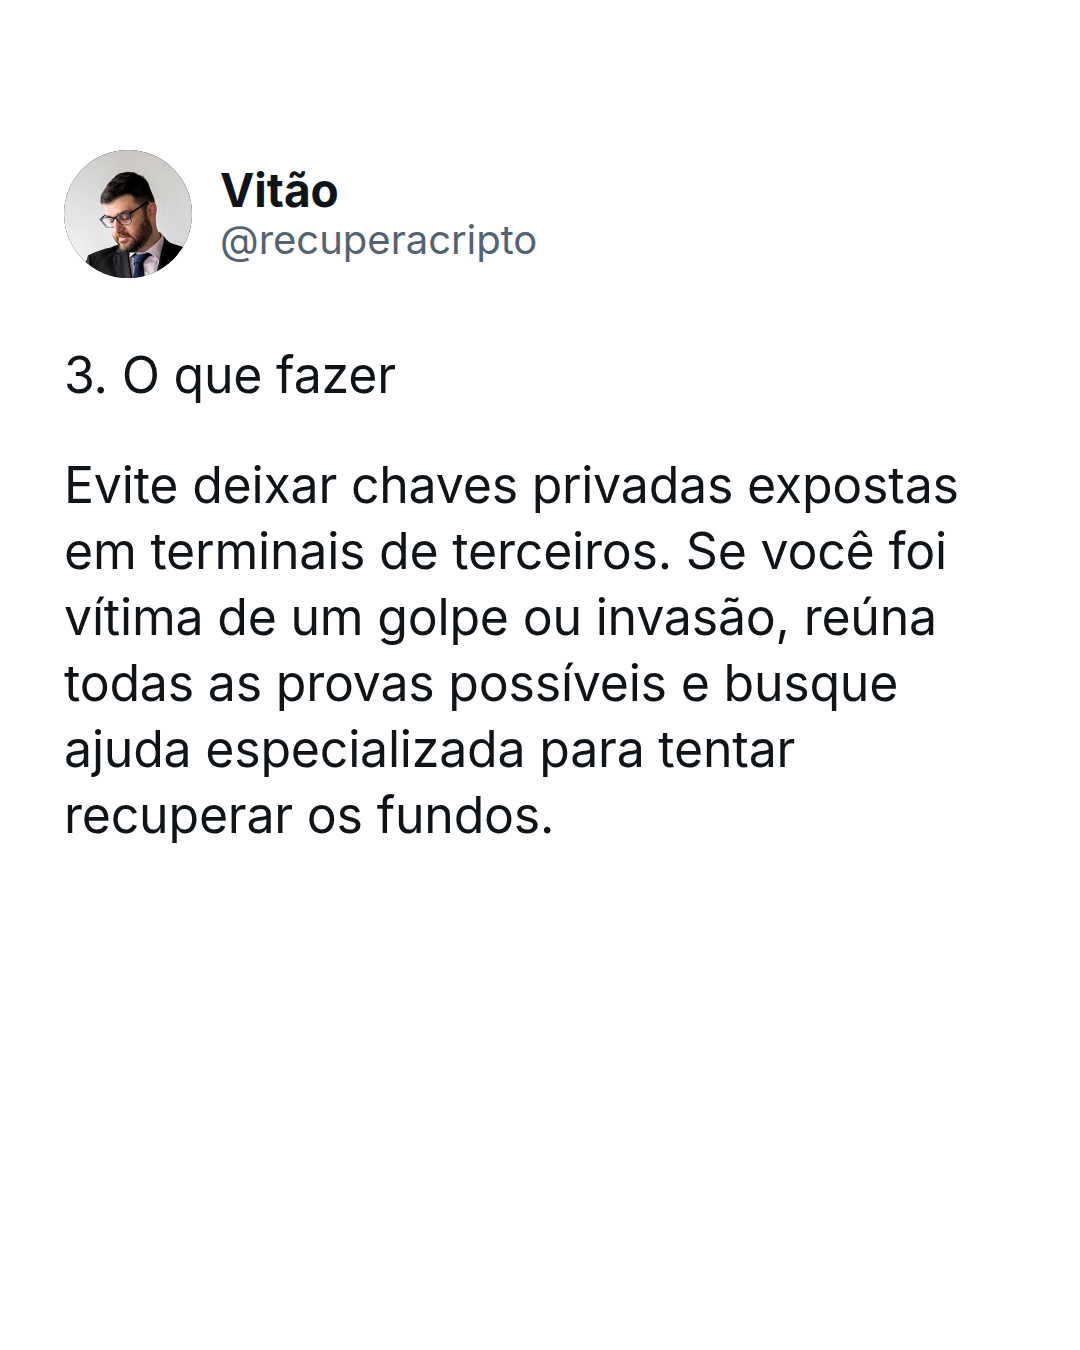 Vitão
@recuperacripto
3. O que fazer
Evite deixar chaves privadas expostas
em terminais de terceiros. Se você foi
vítima de um golpe ou invasão, reúna
todas as provas possíveis e busque
ajuda especializada para tentar
recuperar os fundos.